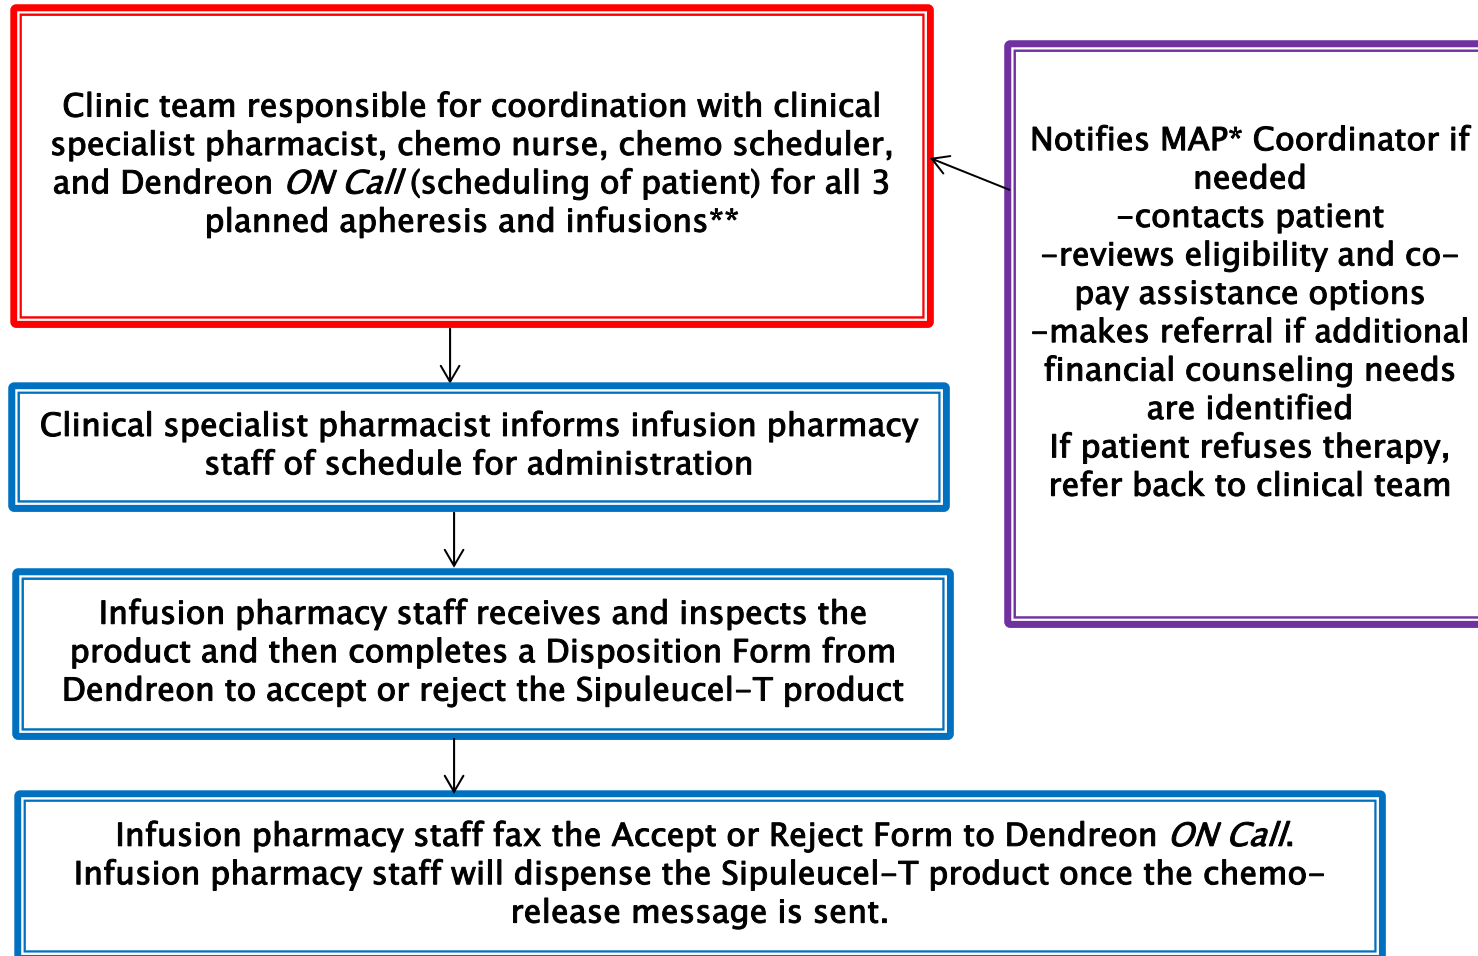 Clinic team responsible for coordination with clinical
specialist pharmacist, chemo nurse, chemo scheduler,
and Dendreon ON Call (scheduling of patient) for all 3
planned apheresis and infusions**
Notifies MAP* Coordinator if
needed
-contacts patient
-reviews eligibility and co-
pay assistance options
-makes referral if additional
financial counseling needs
are identified
If patient refuses therapy,
refer back to clinical team
Clinical specialist pharmacist informs infusion pharmacy
staff of schedule for administration
Infusion pharmacy staff receives and inspects the
product and then completes a Disposition Form from
Dendreon to accept or reject the Sipuleucel-T product
Infusion pharmacy staff fax the Accept or Reject Form to Dendreon ON Call.
Infusion pharmacy staff will dispense the Sipuleucel-T product once the chemo-
release message is sent.